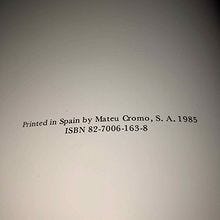 Printed in Spain by Mateu Cromo, S. A. 1985
ISBN 82-7006-163-8